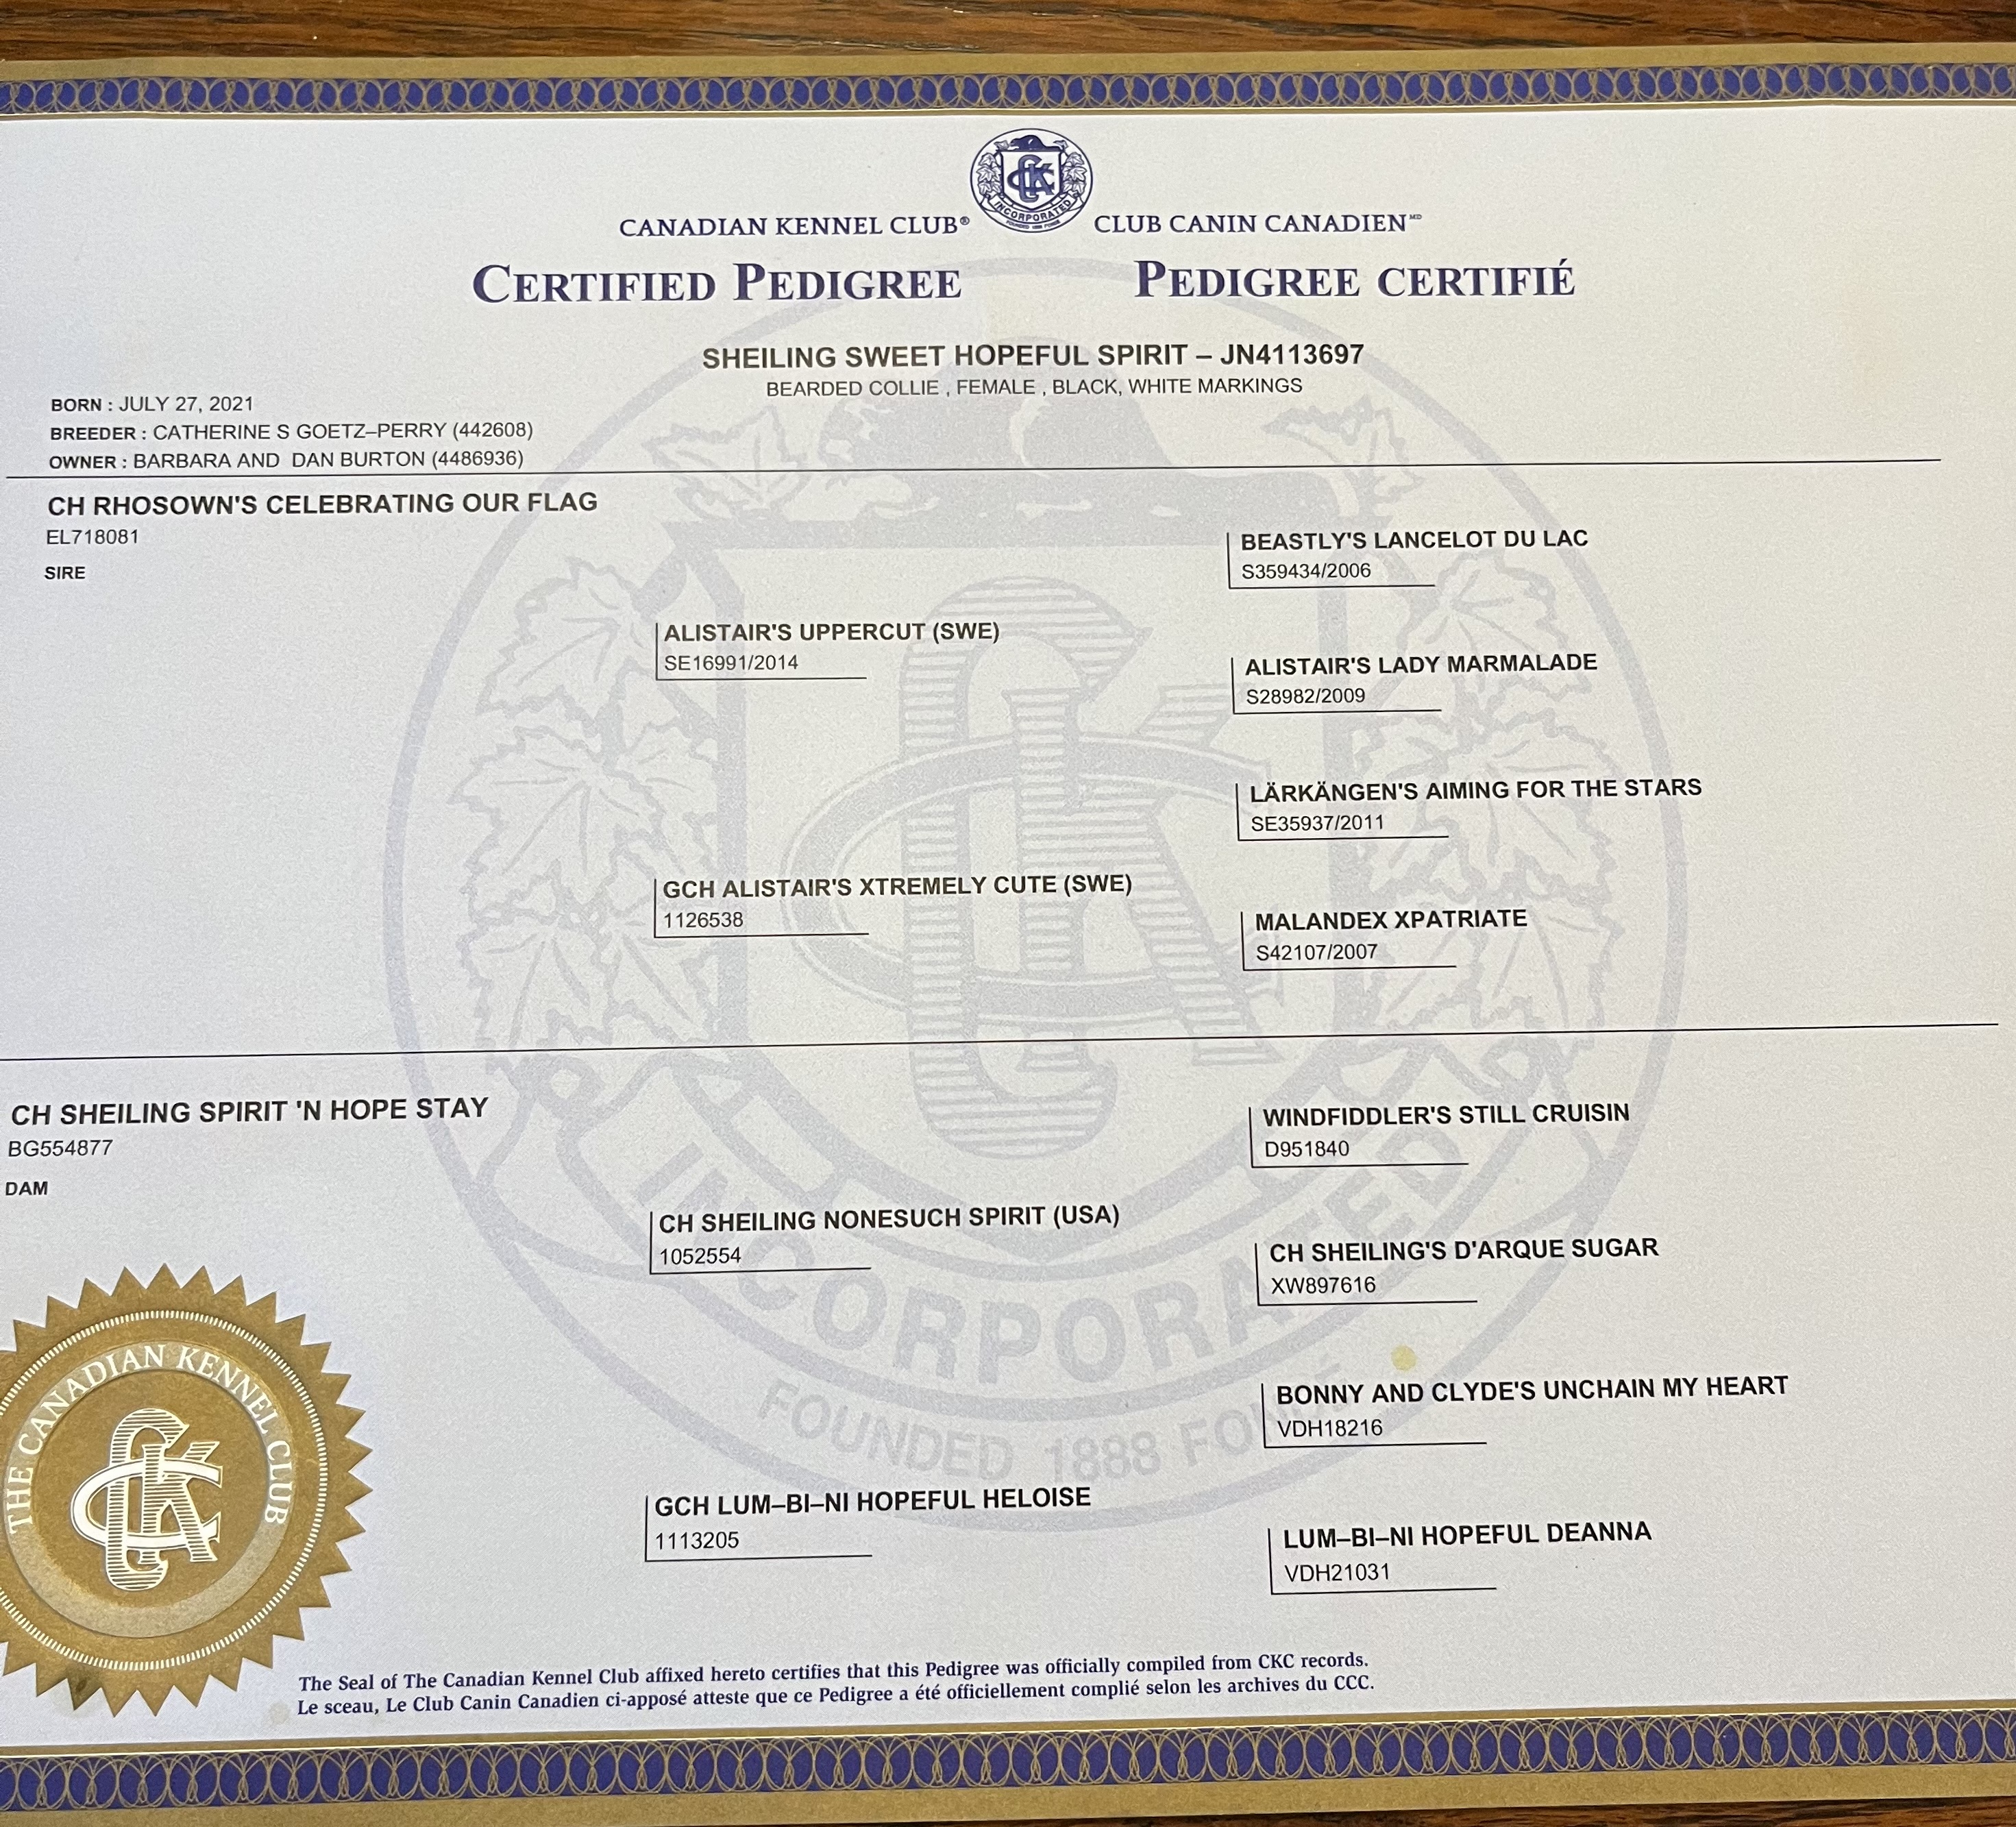 CANADIAN KENNEL CLUB® CLUB CANIN CANADIEN MD
INCORPORATED
CERTIFIED PEDIGREE PEDIGREE CERTIFIÉ
SHEILING SWEET HOPEFUL SPIRIT – JN4113697
BEARDED COLLIE , FEMALE , BLACK, WHITE MARKINGS
BORN : JULY 27, 2021
BREEDER : CATHERINE S GOETZ–PERRY (442608)
OWNER : BARBARA AND DAN BURTON (4486936)
CH RHOSOWN'S CELEBRATING OUR FLAG
EL718081
SIRE
BEASTLY'S LANCELOT DU LAC
S359434/2006
ALISTAIR'S UPPERCUT (SWE)
SE16991/2014
ALISTAIR'S LADY MARMALADE
S28982/2009
LÄRKÄNGEN'S AIMING FOR THE STARS
SE35937/2011
GCH ALISTAIR'S XTREMELY CUTE (SWE)
1126538
MALANDEX XPATRIATE
S42107/2007
CH SHEILING SPIRIT 'N HOPE STAY
BG554877
DAM
WINDFIDDLER'S STILL CRUISIN
D951840
CH SHEILING NONESUCH SPIRIT (USA)
1052554
CH SHEILING'S D'ARQUE SUGAR
XW897616
BONNY AND CLYDE'S UNCHAIN MY HEART
VDH18216
GCH LUM–BI–NI HOPEFUL HELOISE
1113205
LUM–BI–NI HOPEFUL DEANNA
VDH21031
INCORPORATED
FOUNDED 1888
THE CANADIAN KENNEL CLUB
CKC
The Seal of The Canadian Kennel Club affixed hereto certifies that this Pedigree was officially compiled from CKC records.
Le sceau, Le Club Canin Canadien ci-apposé atteste que ce Pedigree a été officiellement complié selon les archives du CCC.